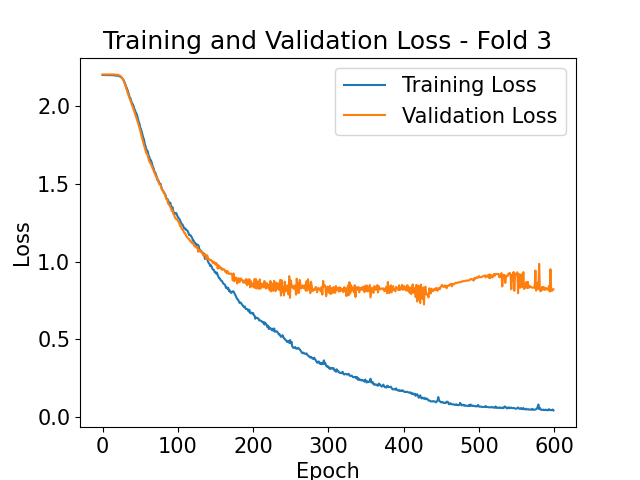 Training and Validation Loss - Fold 3
Training Loss
Validation Loss
Loss
2.0
1.5
1.0
0.5
0.0
0 100 200 300 400 500 600
Epoch